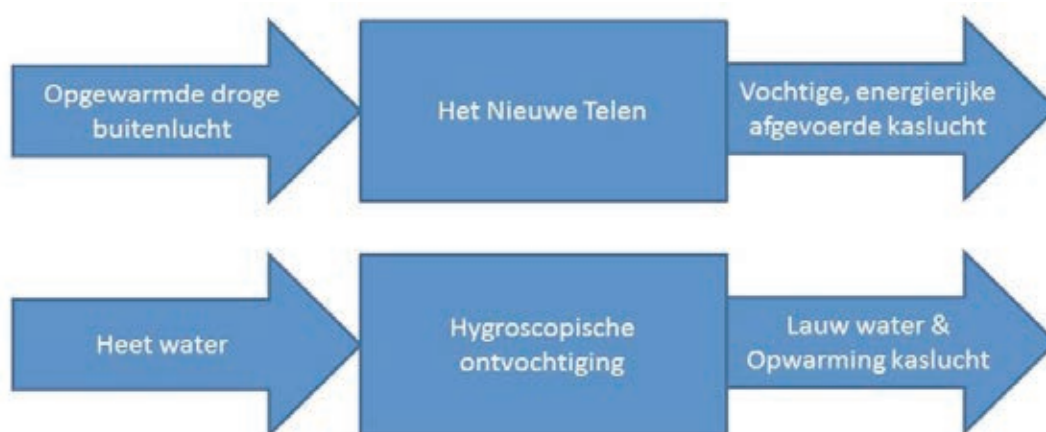 Opgewarmde droge
buitenlucht
Het Nieuwe Telen
Vochtige, energierijke
afgevoerde kaslucht
Heet water
Hygroscopische
ontvochtiging
Lauw water &
Opwarming kaslucht